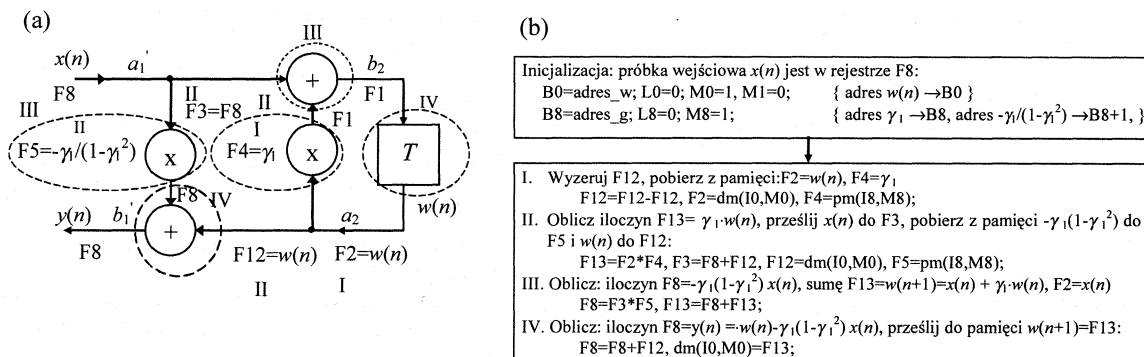 (a)
III
x(n)
a₁'
b₂
F8
+
II
F3=F8
II
F1
F1
IV
III
II
I
F5=-γ₁/(1-γ₁²)
x
F4=γ₁
x
T
F8
IV
w(n)
y(n)
b₁'
+
a₂
F8
F12=w(n)
F2=w(n)
II
I
(b)
Inicjalizacja: próbka wejściowa x(n) jest w rejestrze F8:
B0=adres_w; L0=0; M0=1, M1=0; { adres w(n) →B0 }
B8=adres_g; L8=0; M8=1; { adres γ₁ →B8, adres -γ₁/(1-γ₁²) →B8+1, }
I. Wyzeruj F12, pobierz z pamięci:F2=w(n), F4=γ₁
F12=F12-F12, F2=dm(I0,M0), F4=pm(I8,M8);
II. Oblicz iloczyn F13= γ₁·w(n), prześlij x(n) do F3, pobierz z pamięci -γ₁(1-γ₁²) do
F5 i w(n) do F12:
F13=F2*F4, F3=F8+F12, F12=dm(I0,M0), F5=pm(I8,M8);
III. Oblicz: iloczyn F8=-γ₁(1-γ₁²) x(n), sumę F13=w(n+1)=x(n) + γ₁·w(n), F2=x(n)
F8=F3*F5, F13=F8+F13;
IV. Oblicz: iloczyn F8=y(n) =·w(n)-γ₁(1-γ₁²) x(n), prześlij do pamięci w(n+1)=F13:
F8=F8+F12, dm(I0,M0)=F13;